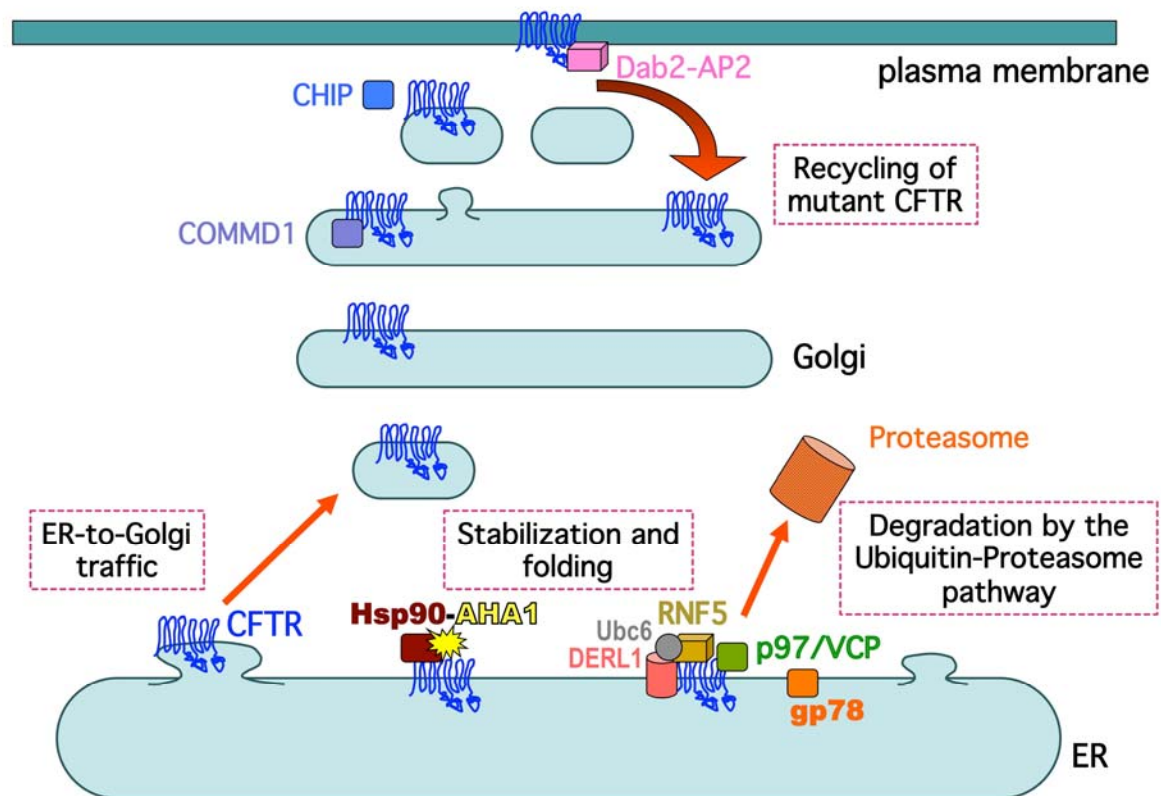 Dab2-AP2
plasma membrane
CHIP
Recycling of
mutant CFTR
COMMD1
Golgi
Proteasome
ER-to-Golgi
traffic
Stabilization and
folding
Degradation by the
Ubiquitin-Proteasome
pathway
CFTR
Hsp90-AHA1
RNF5
Ubc6
DERL1
p97/VCP
gp78
ER